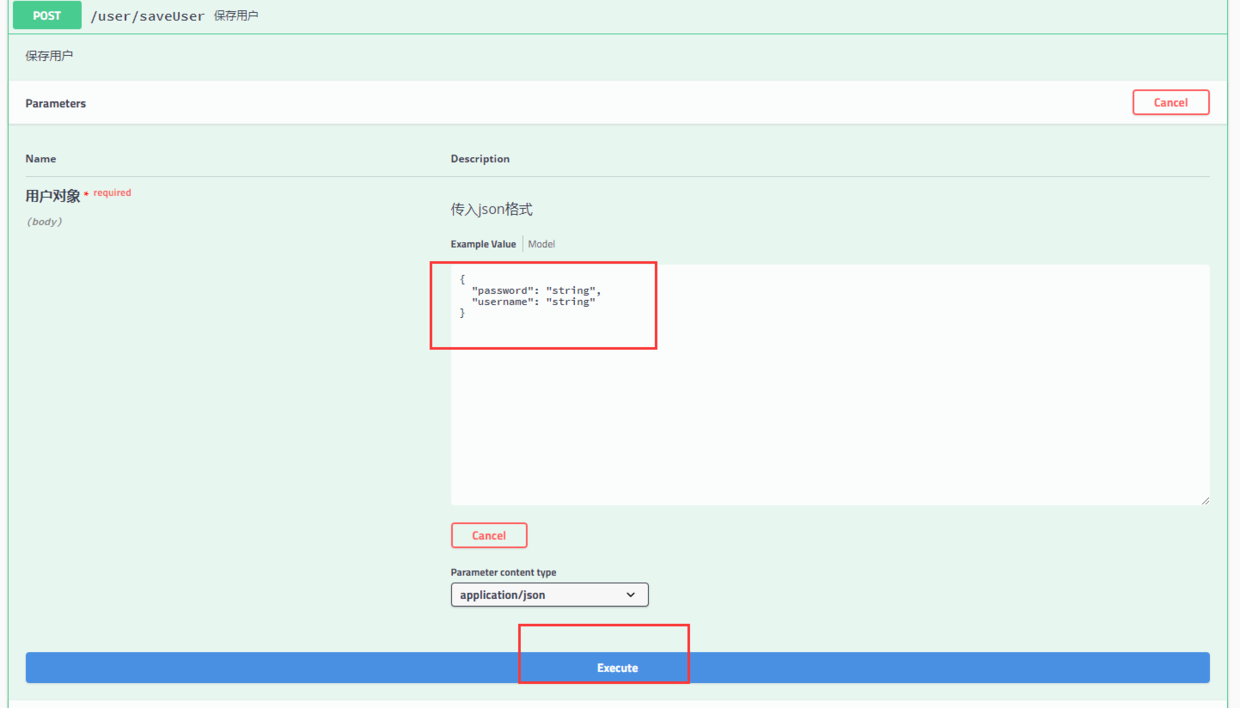 POST /user/saveUser 保存用户
保存用户
Parameters Cancel
Name Description
用户对象 * required
(body)
传入json格式
Example Value Model
{
  "password": "string",
  "username": "string"
}
Cancel
Parameter content type
application/json
Execute